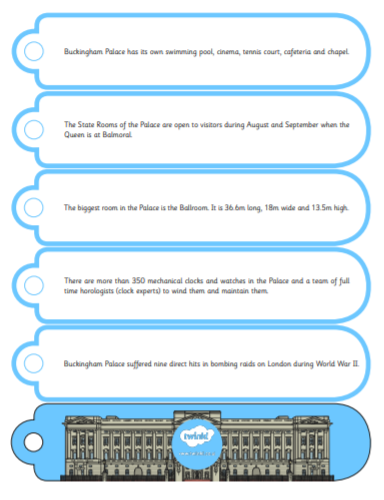 Buckingham Palace has its own swimming pool, cinema, tennis court, cafeteria and chapel.
The State Rooms of the Palace are open to visitors during August and September when the
Queen is at Balmoral.
The biggest room in the Palace is the Ballroom. It is 36.6m long, 18m wide and 13.5m high.
There are more than 350 mechanical clocks and watches in the Palace and a team of full
time horologists (clock experts) to wind them and maintain them.
Buckingham Palace suffered nine direct hits in bombing raids on London during World War II.
twinkl